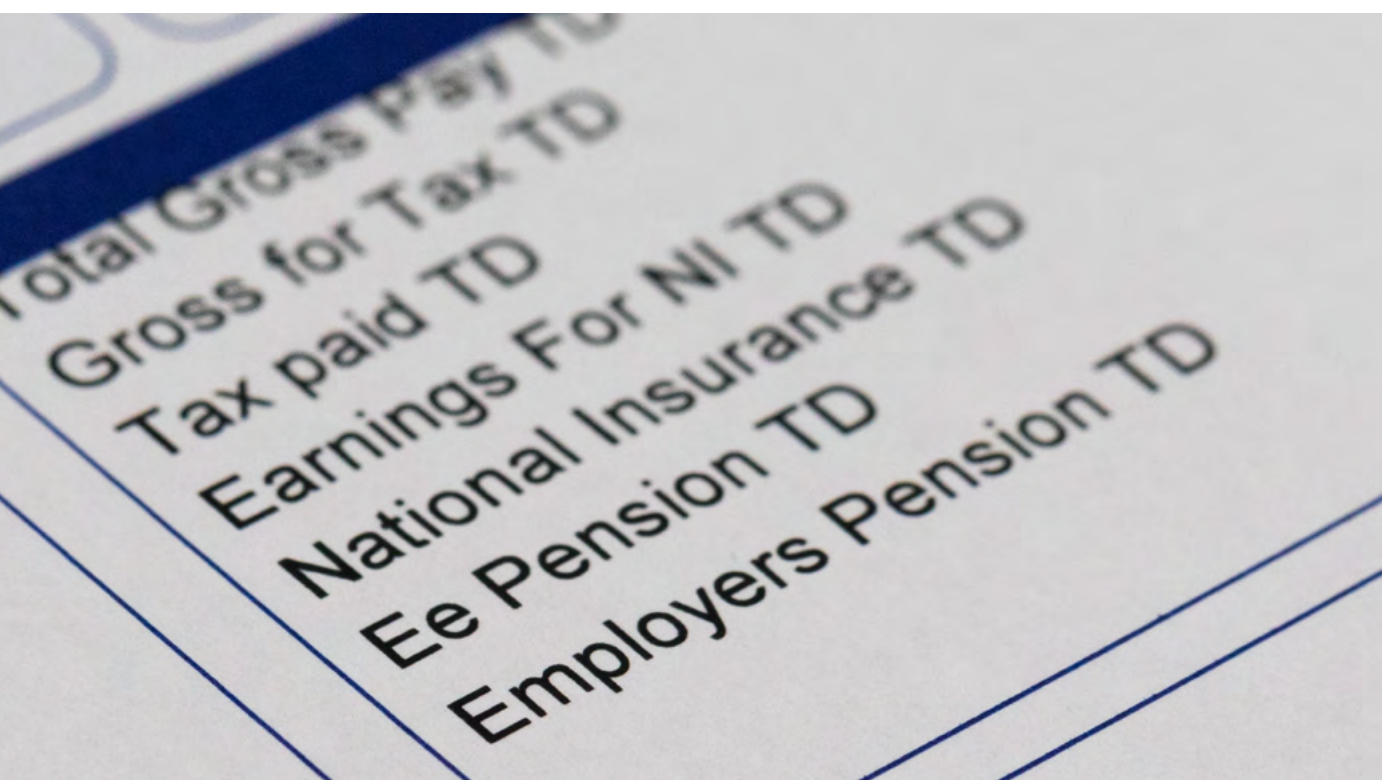 Total Gross Pay TD
Gross for Tax TD
Tax paid TD
Earnings For NI TD
National Insurance TD
Ee Pension TD
Employers Pension TD